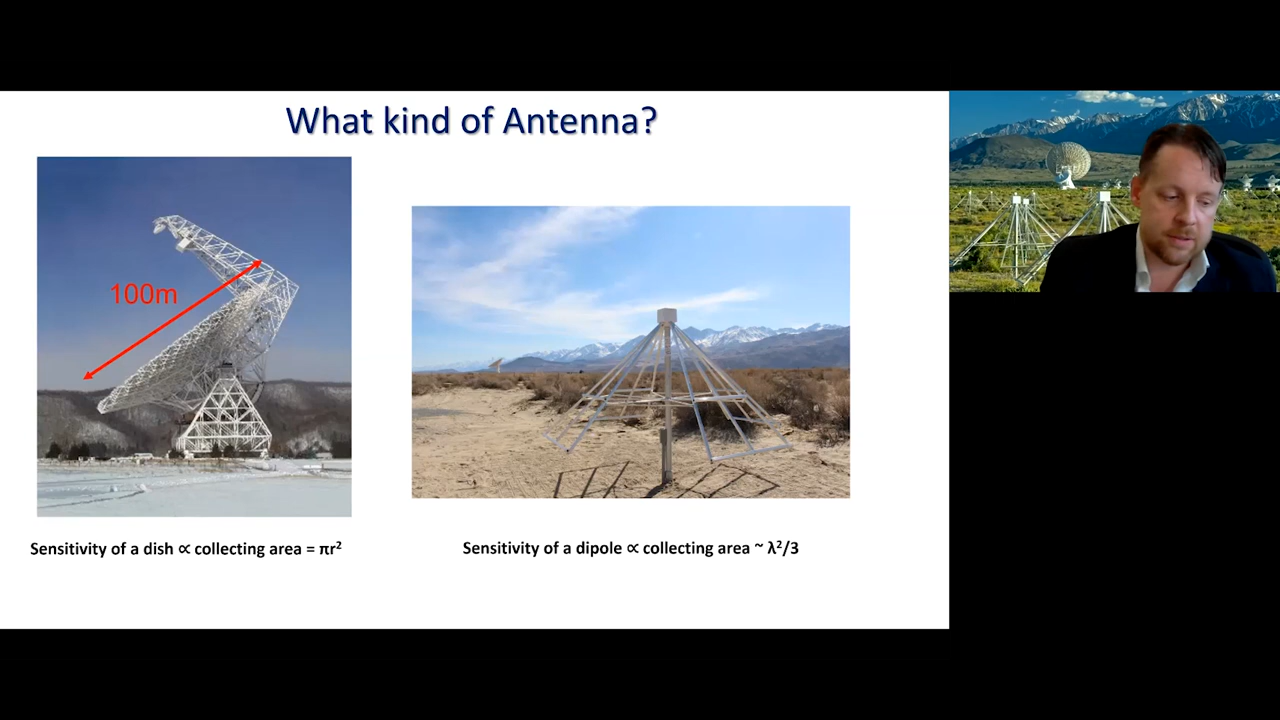 What kind of Antenna?
100m
Sensitivity of a dish ∝ collecting area = πr²
Sensitivity of a dipole ∝ collecting area ~ λ²/3